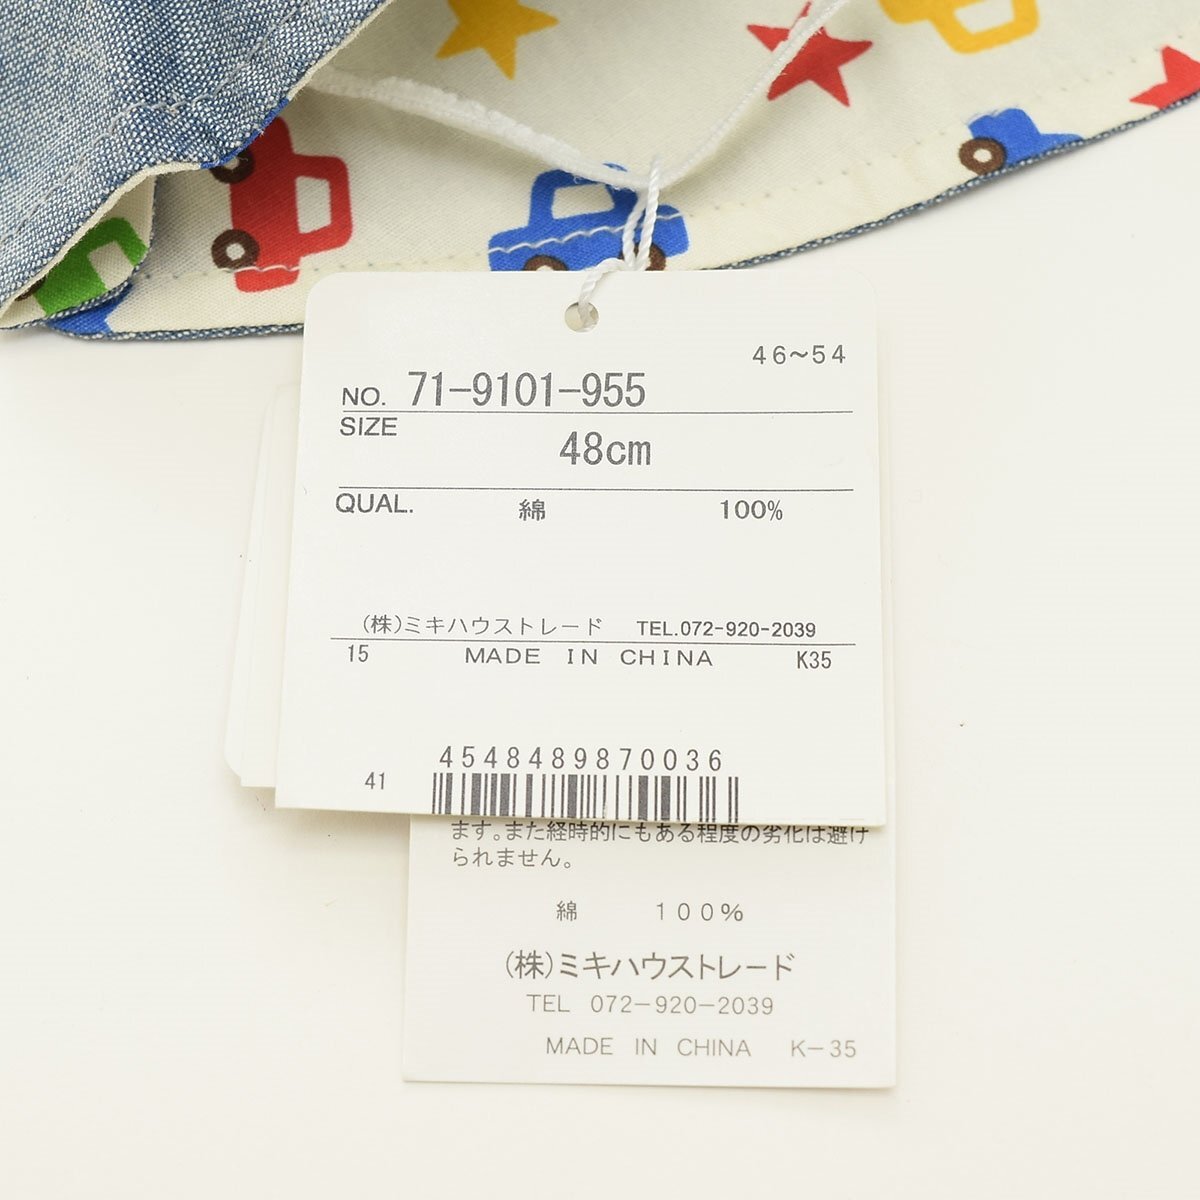 46~54
NO. 71-9101-955
SIZE
48cm
QUAL. 綿 100%
(株)ミキハウストレード TEL.072-920-2039
15 MADE IN CHINA K35
4548489870036
41
ます。また経時的にもある程度の劣化は避け
られません。
綿 100%
(株)ミキハウストレード
TEL 072-920-2039
MADE IN CHINA K-35